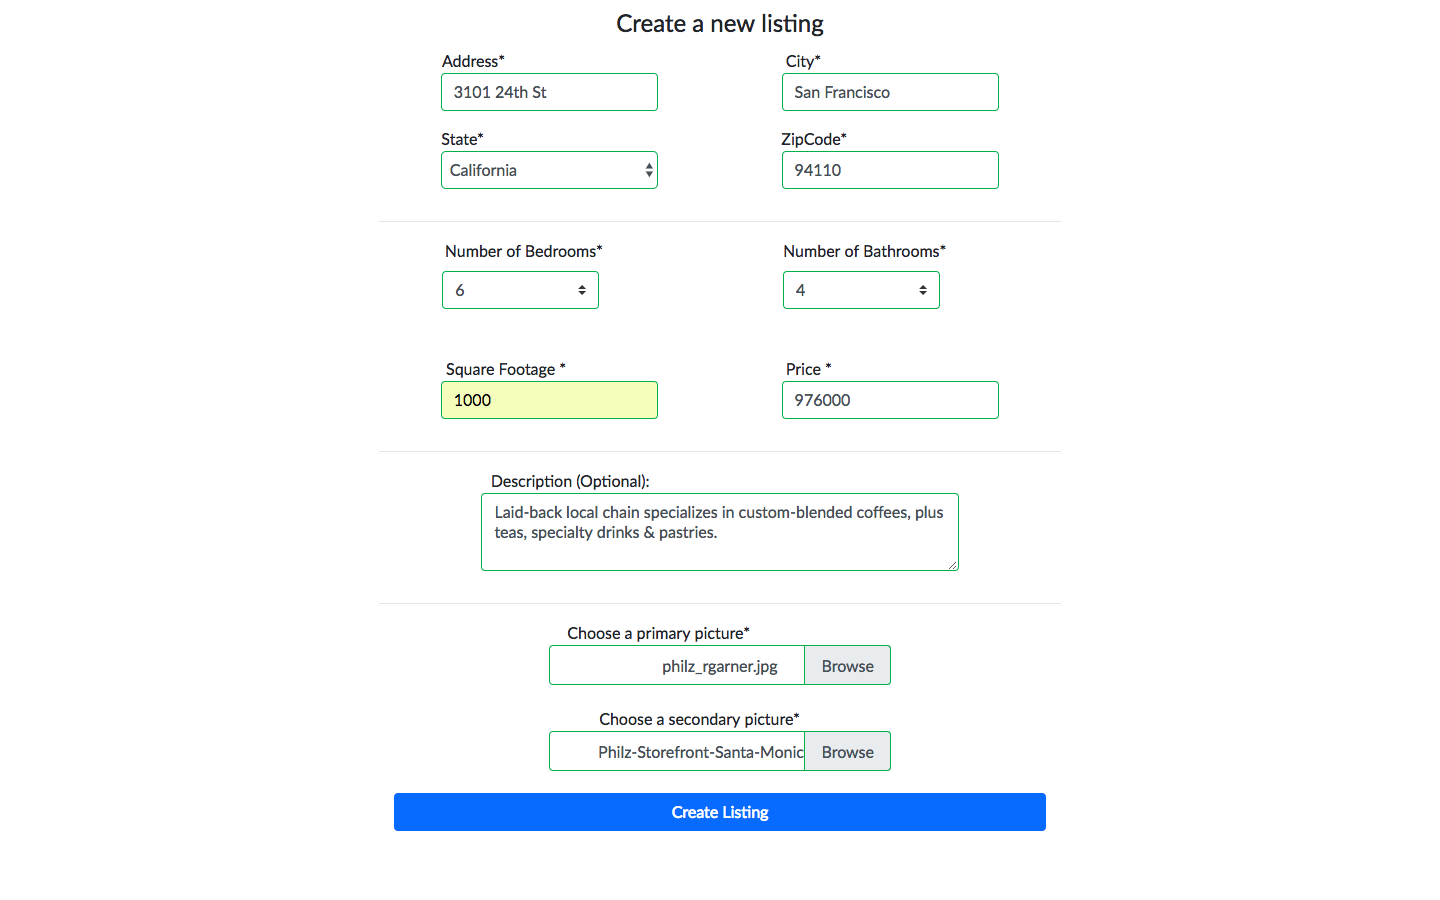 Create a new listing
Address*
City*
3101 24th St
San Francisco
State*
ZipCode*
California
94110
Number of Bedrooms*
Number of Bathrooms*
6
4
Square Footage *
Price *
1000
976000
Description (Optional):
Laid-back local chain specializes in custom-blended coffees, plus
teas, specialty drinks & pastries.
Choose a primary picture*
philz_rgarner.jpg
Browse
Choose a secondary picture*
Philz-Storefront-Santa-Monic
Browse
Create Listing